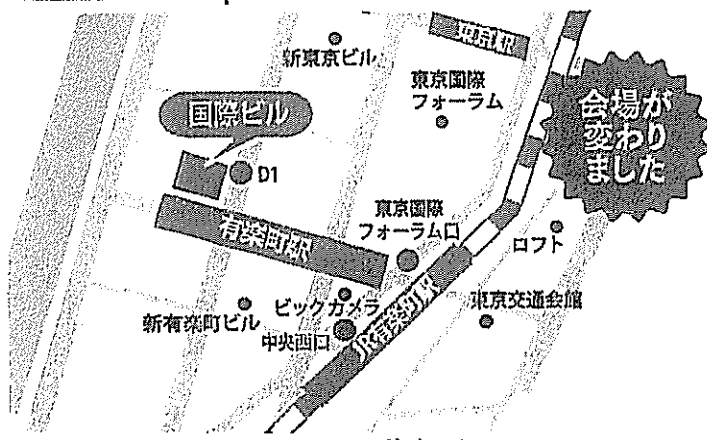 東京駅
新東京ビル
東京国際
フォーラム
会場が
変わり
ました
国際ビル
D1
有楽町駅
東京国際
フォーラム口
ロフト
ビックカメラ
新有楽町ビル
中央西口
JR有楽町駅
東京交通会館